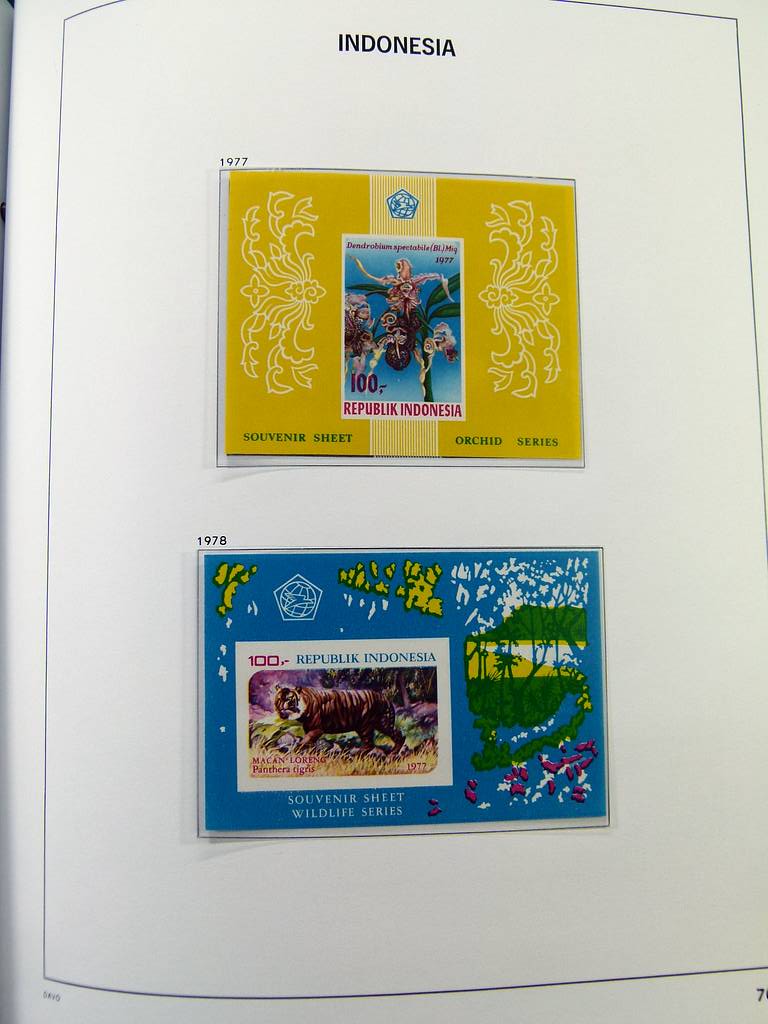 INDONESIA
1977
Dendrobium spectabile (Bl.) Miq
1977
100,-
REPUBLIK INDONESIA
SOUVENIR SHEET
ORCHID SERIES
1978
100,- REPUBLIK INDONESIA
MACAN LORENG
Panthera tigris
1977
SOUVENIR SHEET
WILDLIFE SERIES
DAVO